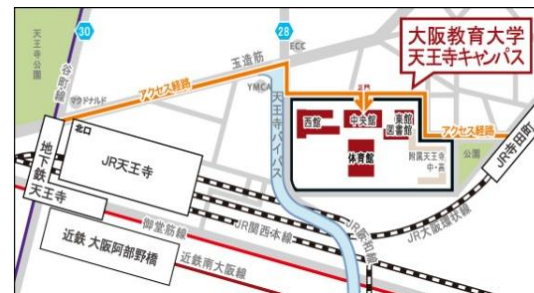 30
28
大阪教育大学
天王寺キャンパス
天王寺公園
谷町線
玉造筋
ECC
アクセス経路
マクドナルド
YMCA
天王寺バイパス
正門
西館
中央館
東館
図書館
アクセス経路
JR寺田町
体育館
附属天王寺
中・高
公園
北口
地下鉄
天王寺
JR天王寺
御堂筋線
JR関西本線
JR阪和線
JR大阪環状線
近鉄 大阪阿部野橋
近鉄南大阪線